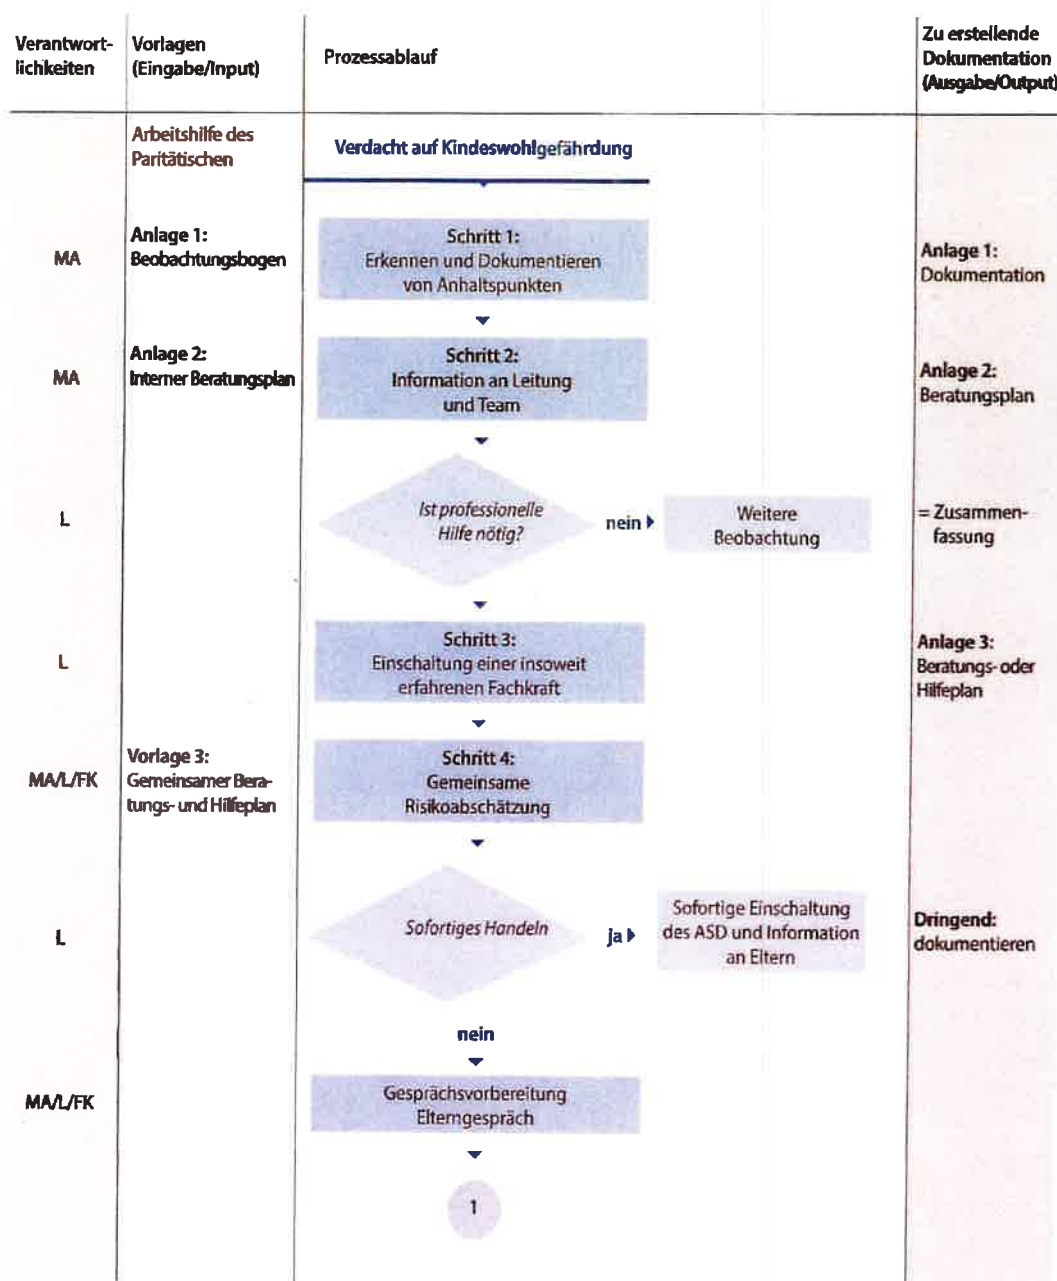 Verantwort-
lichkeiten
Vorlagen
(Eingabe/Input)
Prozessablauf
Zu erstellende
Dokumentation
(Ausgabe/Output)
Arbeitshilfe des
Paritätischen
Verdacht auf Kindeswohlgefährdung
MA
Anlage 1:
Beobachtungsbogen
Schritt 1:
Erkennen und Dokumentieren
von Anhaltspunkten
Anlage 1:
Dokumentation
MA
Anlage 2:
Interner Beratungsplan
Schritt 2:
Information an Leitung
und Team
Anlage 2:
Beratungsplan
L
Ist professionelle
Hilfe nötig?
nein
Weitere
Beobachtung
= Zusammen-
fassung
L
Schritt 3:
Einschaltung einer insoweit
erfahrenen Fachkraft
Anlage 3:
Beratungs- oder
Hilfeplan
MA/L/FK
Vorlage 3:
Gemeinsamer Bera-
tungs- und Hilfeplan
Schritt 4:
Gemeinsame
Risikoabschätzung
L
Sofortiges Handeln
ja
Sofortige Einschaltung
des ASD und Information
an Eltern
Dringend:
dokumentieren
nein
MA/L/FK
Gesprächsvorbereitung
Elterngespräch
1